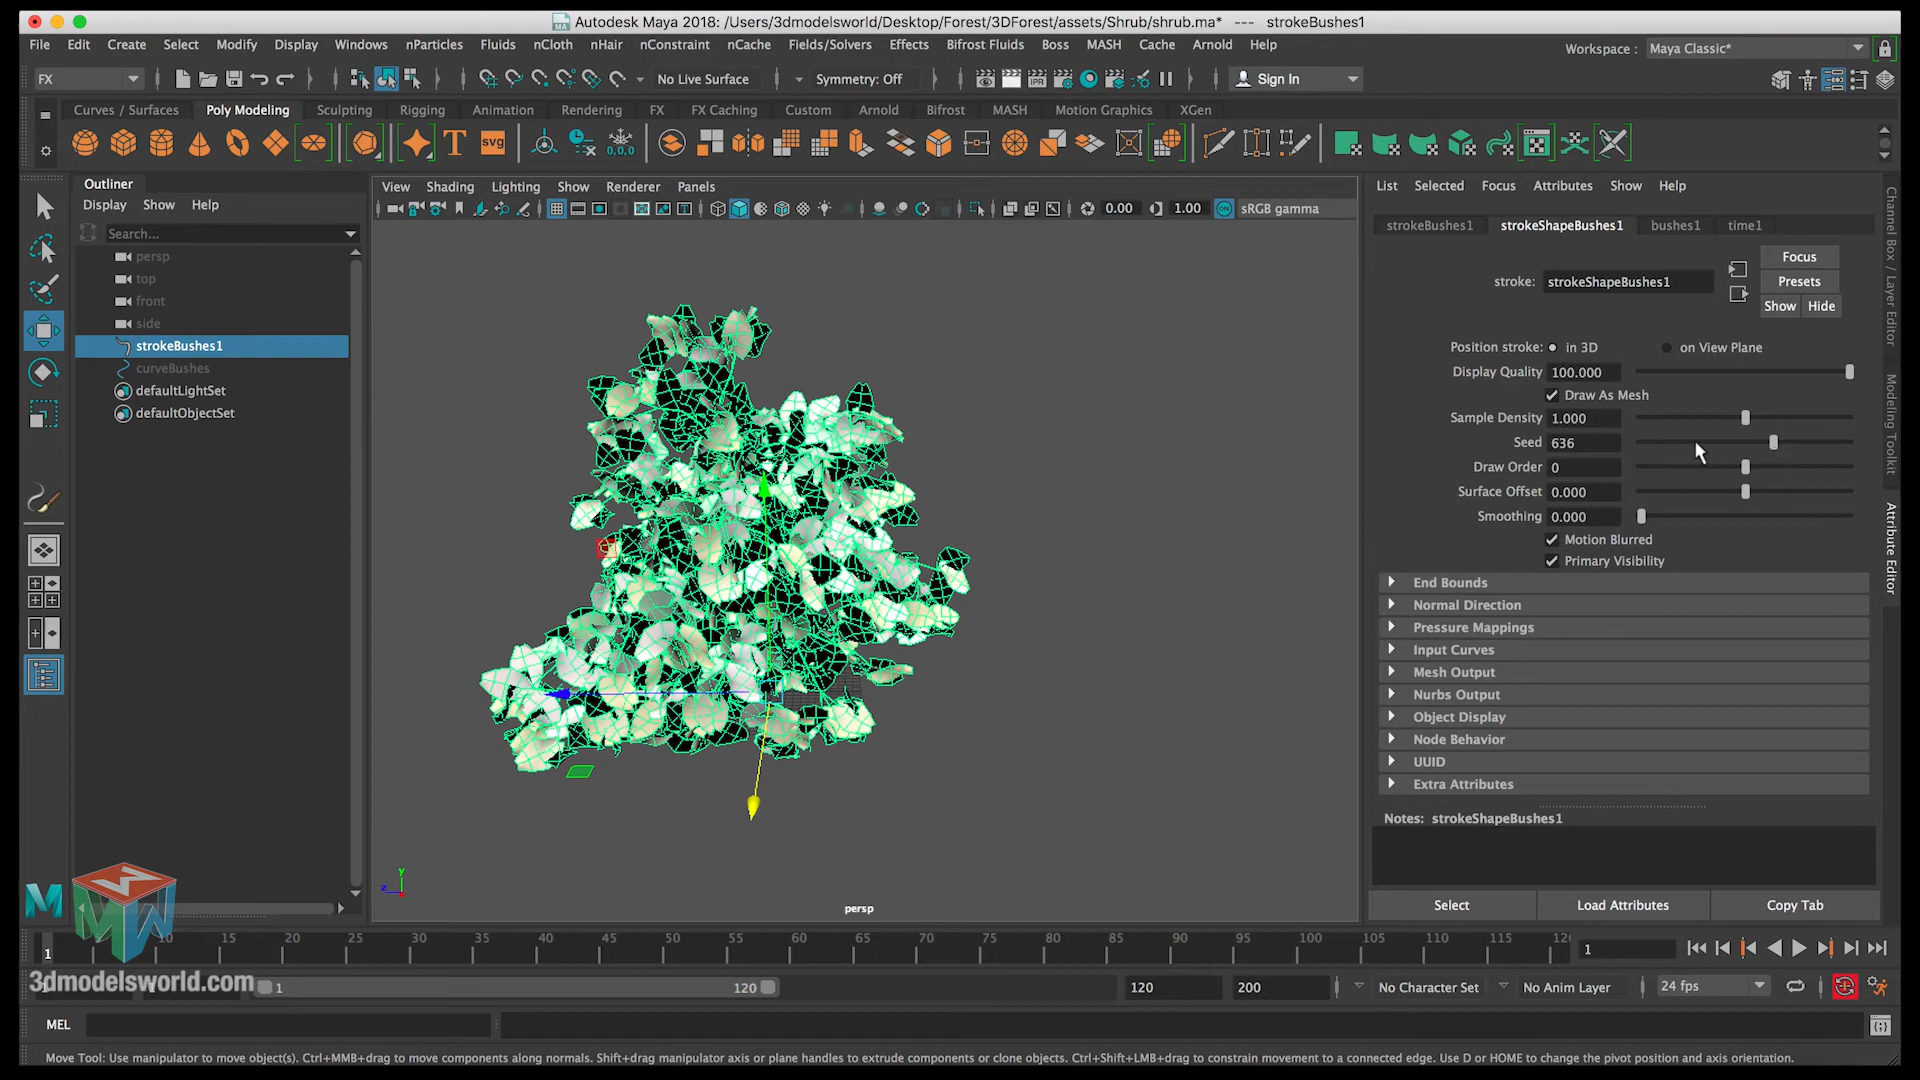 Autodesk Maya 2018: /Users/3dmodelsworld/Desktop/Forest/3DForest/assets/Shrub/shrub.ma* --- strokeBushes1
File Edit Create Select Modify Display Windows nParticles Fluids nCloth nHair nConstraint nCache Fields/Solvers Effects Bifrost Fluids Boss MASH Cache Arnold Help
Workspace : Maya Classic*
FX No Live Surface Symmetry: Off Sign In
Curves / Surfaces Poly Modeling Sculpting Rigging Animation Rendering FX FX Caching Custom Arnold Bifrost MASH Motion Graphics XGen
T svg 0,0,0
Outliner
Display Show Help
Search...
persp
top
front
side
strokeBushes1
curveBushes
defaultLightSet
defaultObjectSet
View Shading Lighting Show Renderer Panels
0.00 1.00 ON sRGB gamma
y
z
persp
List Selected Focus Attributes Show Help
strokeBushes1 strokeShapeBushes1 bushes1 time1
Focus
stroke: strokeShapeBushes1 Presets
Show Hide
Position stroke: in 3D on View Plane
Display Quality 100.000
Draw As Mesh
Sample Density 1.000
Seed 636
Draw Order 0
Surface Offset 0.000
Smoothing 0.000
Motion Blurred
Primary Visibility
End Bounds
Normal Direction
Pressure Mappings
Input Curves
Mesh Output
Nurbs Output
Object Display
Node Behavior
UUID
Extra Attributes
Notes: strokeShapeBushes1
Select Load Attributes Copy Tab
Channel Box / Layer Editor
Modeling Toolkit
Attribute Editor
1 10 15 20 25 30 35 40 45 50 55 60 65 70 75 80 85 90 95 100 105 110 115 12 1
3dmodelsworld.com
1 120 120 200 No Character Set No Anim Layer 24 fps
MEL
Move Tool: Use manipulator to move object(s). Ctrl+MMB+drag to move components along normals. Shift+drag manipulator axis or plane handles to extrude components or clone objects. Ctrl+Shift+LMB+drag to constrain movement to a connected edge. Use D or HOME to change the pivot position and axis orientation.